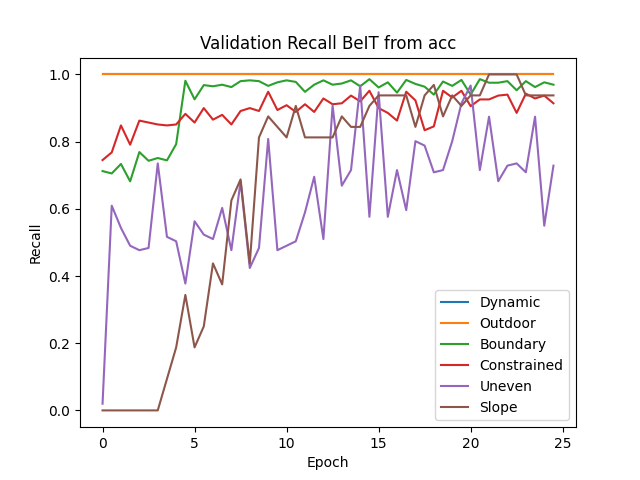 Validation Recall BeIT from acc
Recall
1.0
0.8
0.6
0.4
0.2
0.0
Dynamic
Outdoor
Boundary
Constrained
Uneven
Slope
0
5
10
15
20
25
Epoch